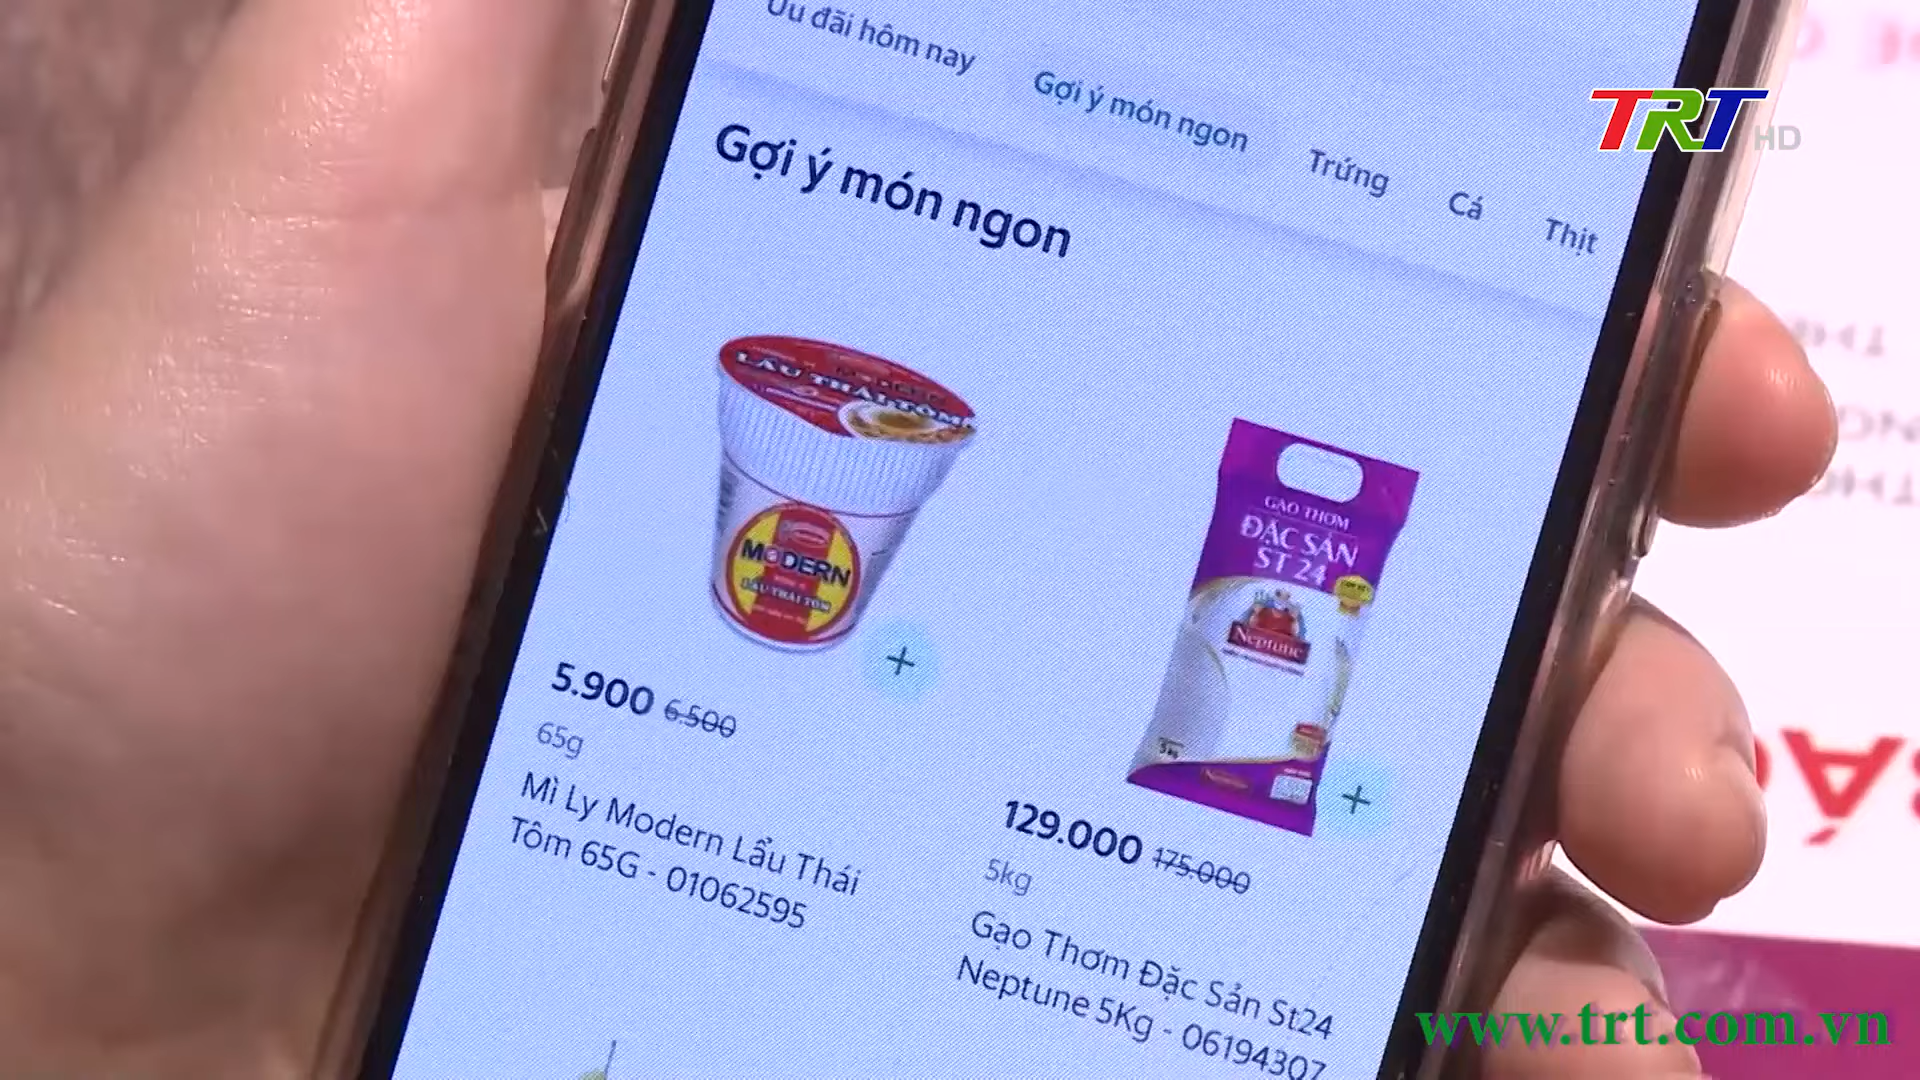 Ưu đãi hôm nay
Gợi ý món ngon
Trứng
Cá
Thịt
TRT HD
Gợi ý món ngon
LẨU THÁI TÔM
MODERN
LẨU THÁI TÔM
GẠO THƠM
ĐẶC SẢN
ST 24
Neptune
5kg
5.900 6.500
65g
Mì Ly Modern Lẩu Thái
Tôm 65G - 01062595
129.000 175.000
5kg
Gạo Thơm Đặc Sản St24
Neptune 5Kg - 06194307
www.trt.com.vn